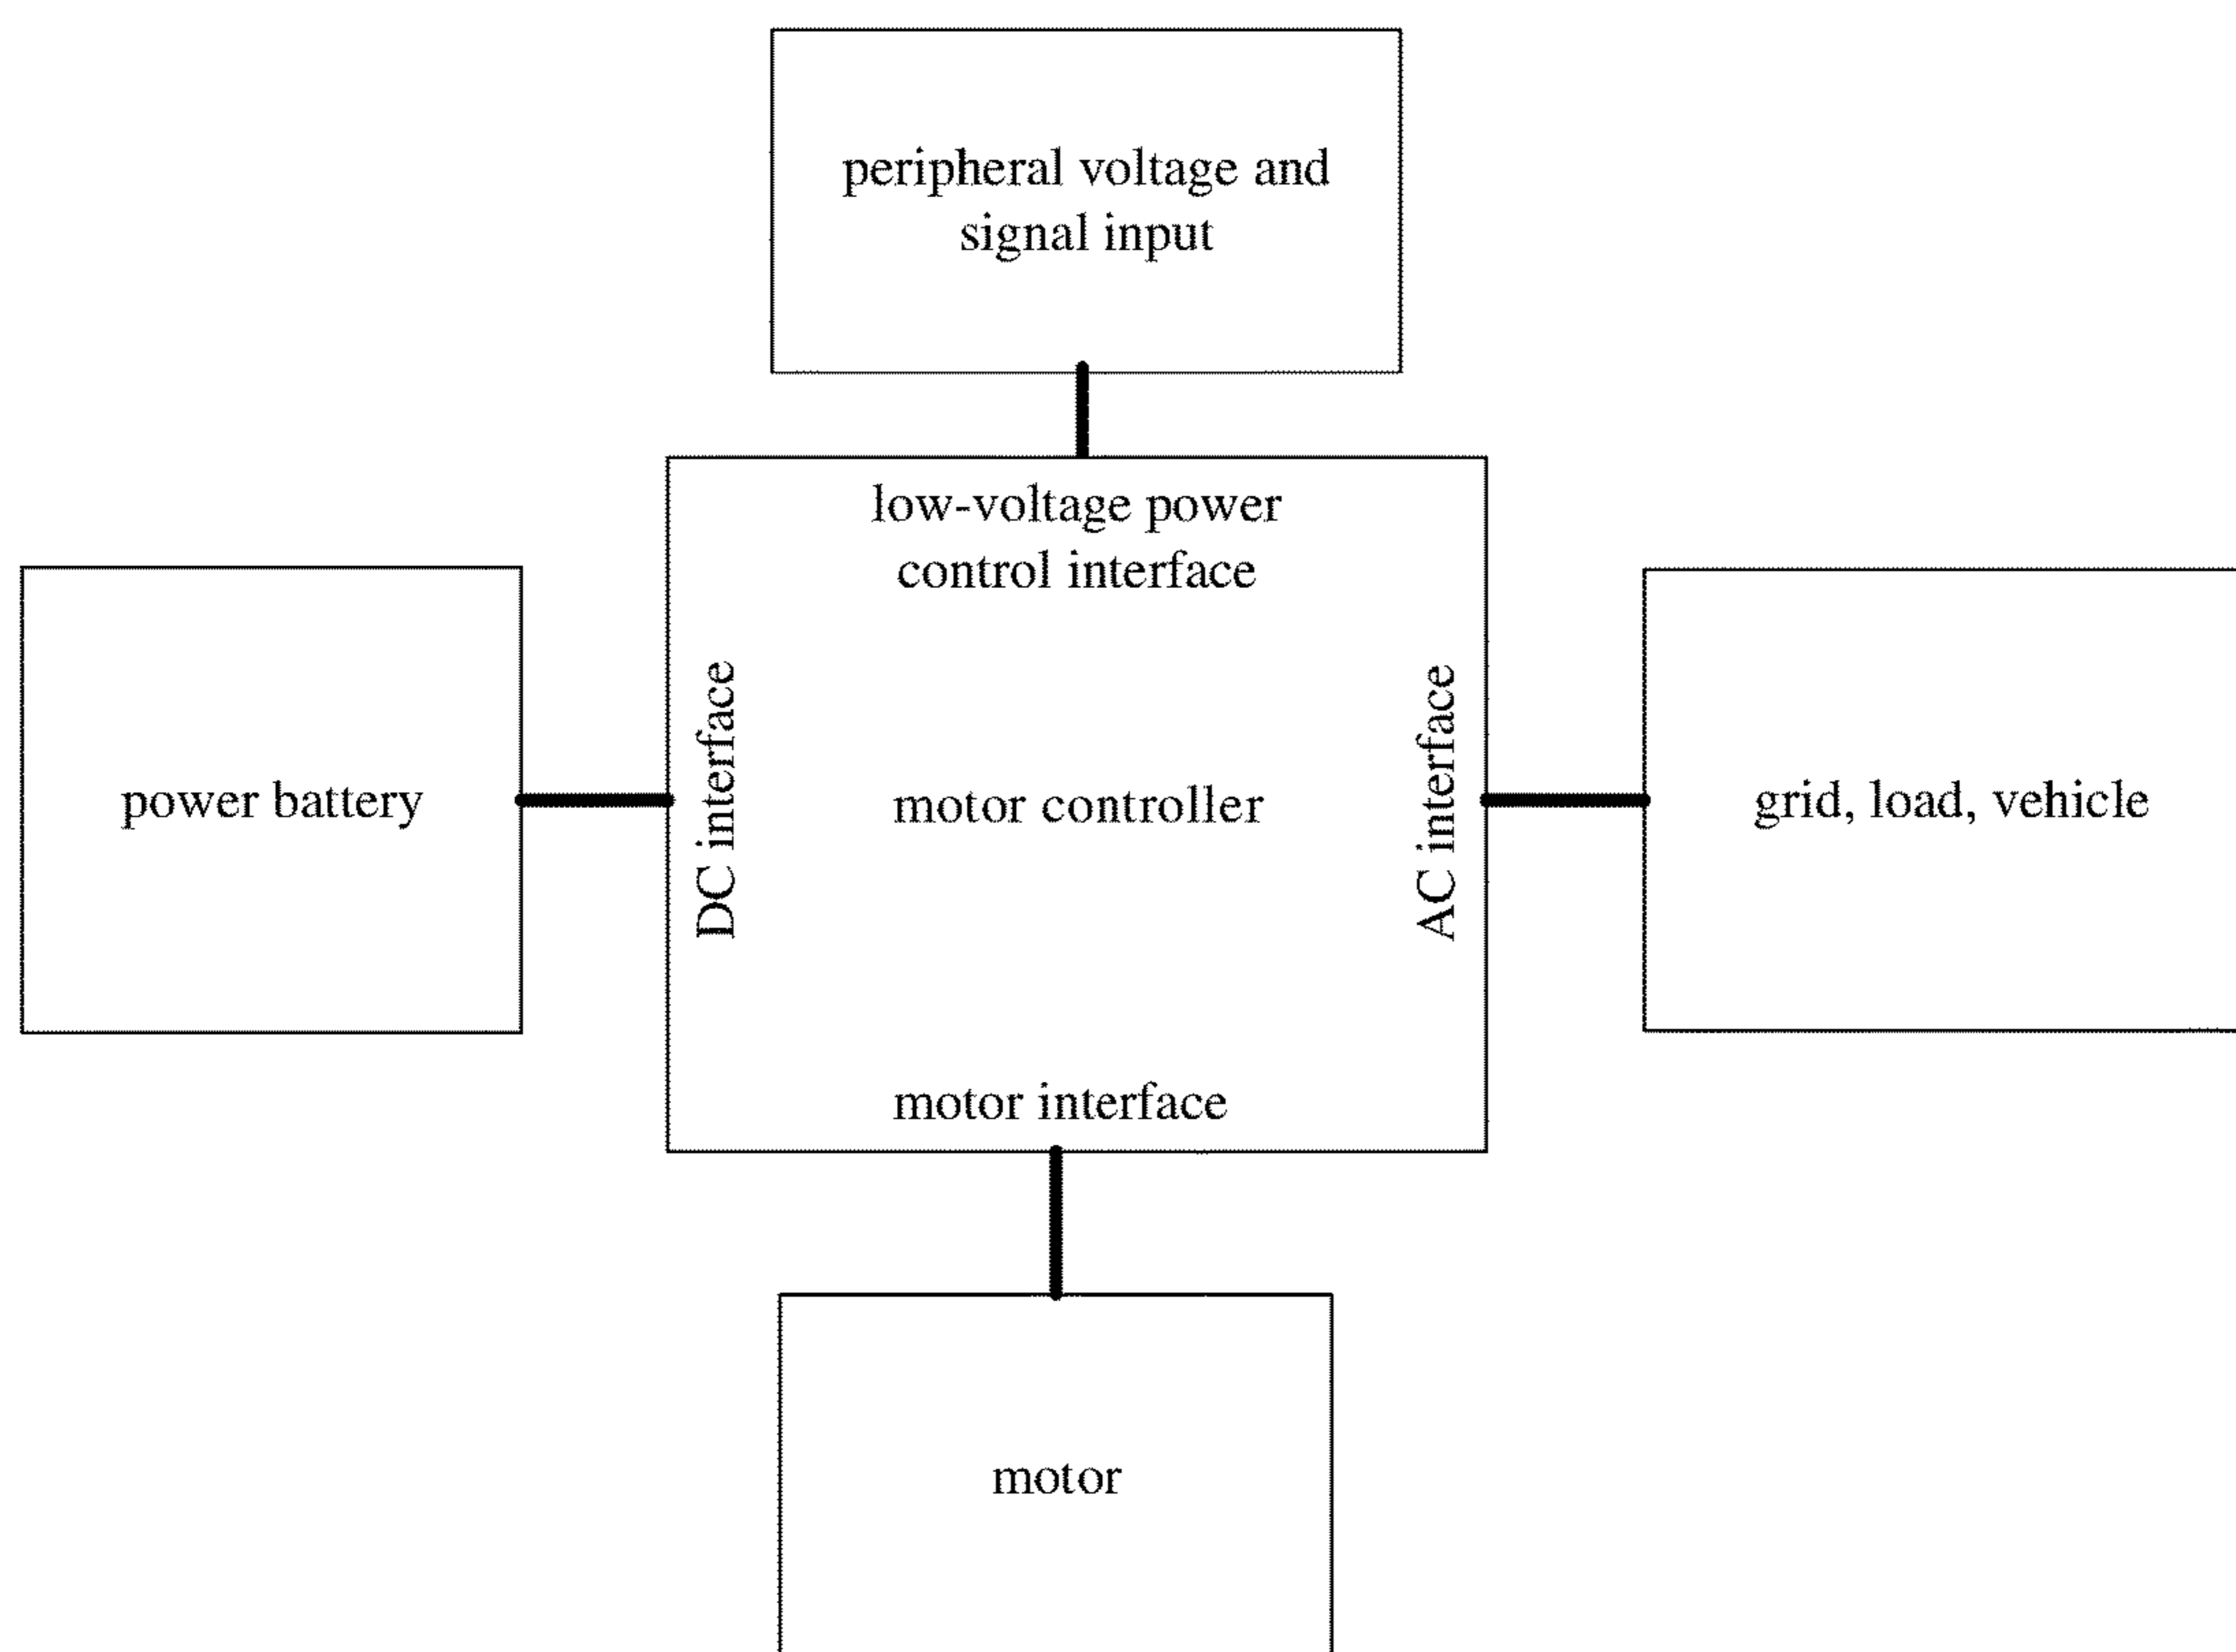 peripheral voltage and
signal input
low-voltage power
control interface
power battery
DC interface
motor controller
AC interface
grid, load, vehicle
motor interface
motor